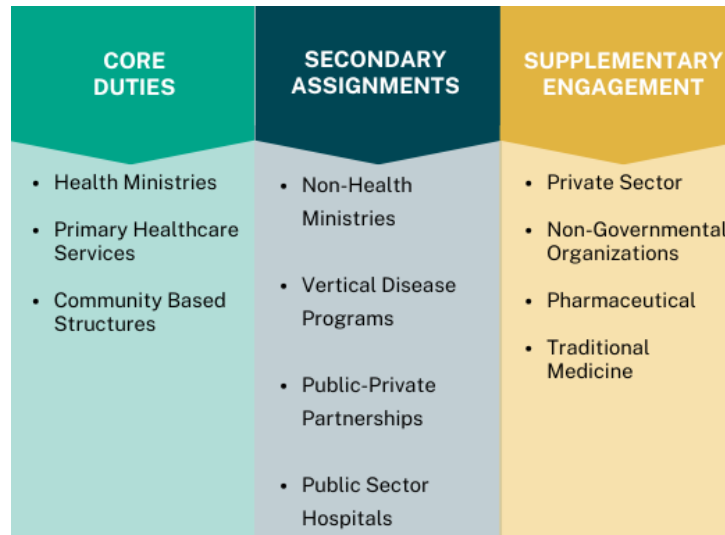 CORE
DUTIES
• Health Ministries
• Primary Healthcare
Services
• Community Based
Structures
SECONDARY
ASSIGNMENTS
• Non-Health
Ministries
• Vertical Disease
Programs
• Public-Private
Partnerships
• Public Sector
Hospitals
SUPPLEMENTARY
ENGAGEMENT
• Private Sector
• Non-Governmental
Organizations
• Pharmaceutical
• Traditional
Medicine